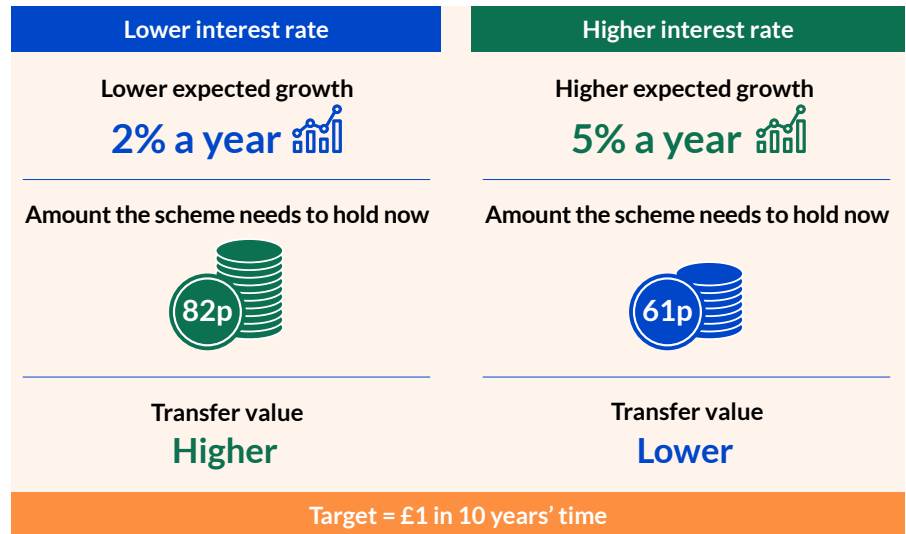 Lower interest rate
Lower expected growth
2% a year
Amount the scheme needs to hold now
82p
Transfer value
Higher
Higher interest rate
Higher expected growth
5% a year
Amount the scheme needs to hold now
61p
Transfer value
Lower
Target = £1 in 10 years’ time